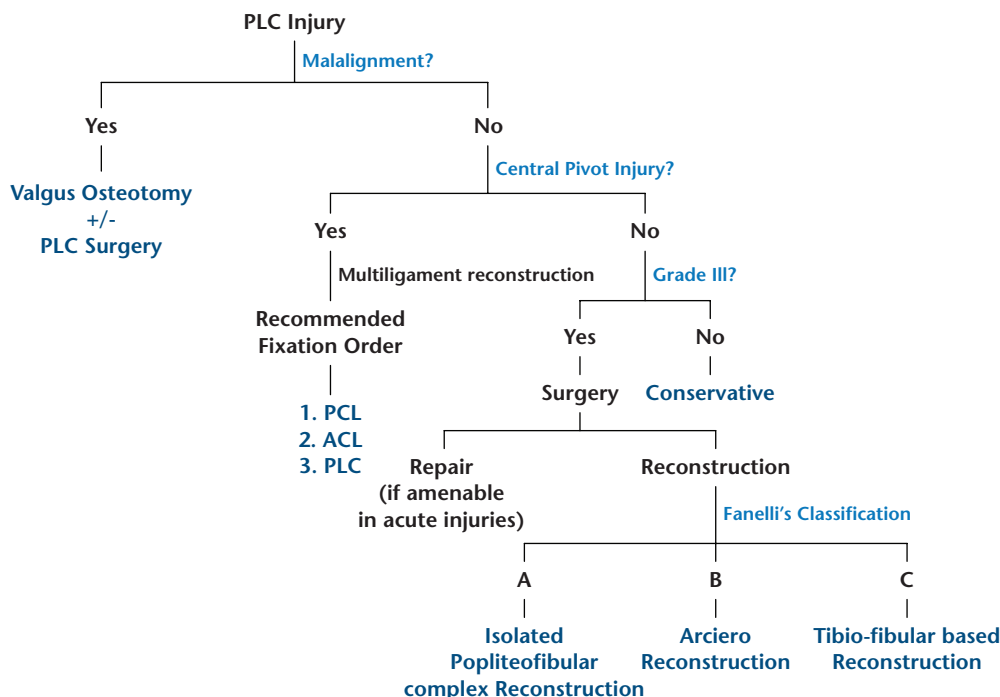 PLC Injury
Malalignment?
Yes
No
Valgus Osteotomy
+/-
PLC Surgery
Central Pivot Injury?
Yes
No
Multiligament reconstruction
Grade Ill?
Recommended
Fixation Order
Yes
No
1. PCL
2. ACL
3. PLC
Surgery
Conservative
Repair
(if amenable
in acute injuries)
Reconstruction
Fanelli's Classification
A
B
C
Isolated
Popliteofibular
complex Reconstruction
Arciero
Reconstruction
Tibio-fibular based
Reconstruction